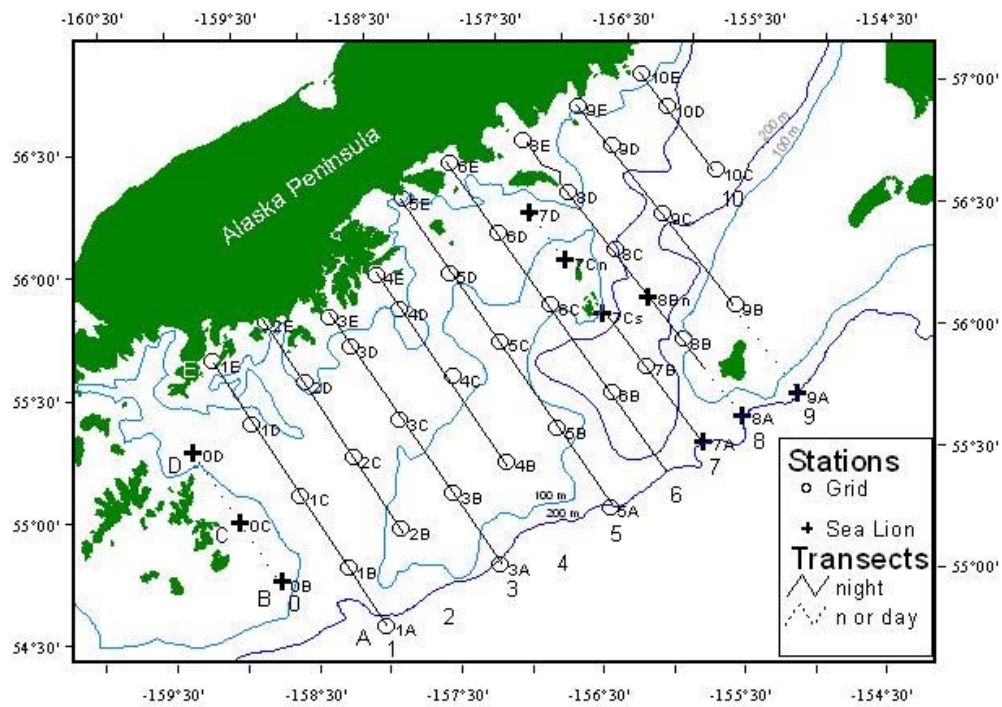 -160°30' -159°30' -158°30' -157°30' -156°30' -155°30' -154°30'
57°00'
56°30'
56°30'
56°00'
56°00'
55°30'
55°30'
55°00'
55°00'
54°30'
Alaska Peninsula
200 m
100 m
10E
10D
10C
10
9E
9D
9C
9B
9A
9
8E
8D
8C
8Bn
8B
8A
8
7D
7Cn
7Cs
7B
7A
7
6E
6D
6C
6B
6
5E
5D
5C
5B
5A
5
4E
4D
4C
4B
4
3E
3D
3C
3B
3A
3
2E
2D
2C
2B
2
E
1E
1D
1C
1B
A 1A
1
D 0D
C 0C
B 0B
0
100 m
200 m
Stations
Grid
Sea Lion
Transects
night
n or day
-159°30' -158°30' -157°30' -156°30' -155°30' -154°30'